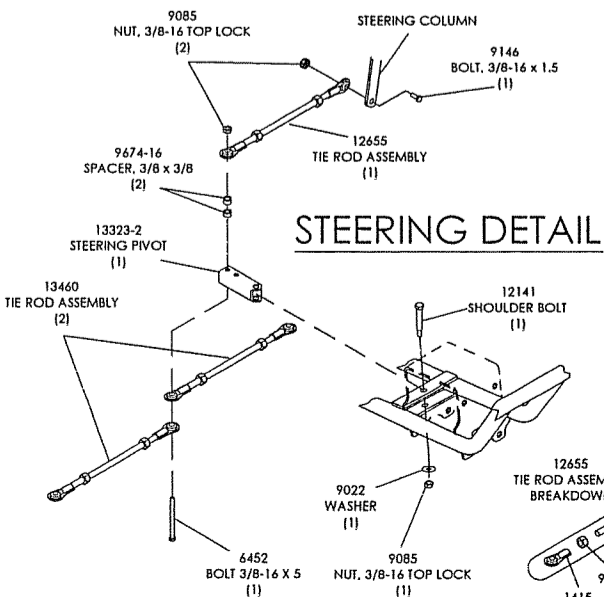 9085
NUT, 3/8-16 TOP LOCK
(2)
STEERING COLUMN
9146
BOLT, 3/8-16 x 1.5
(1)
12655
TIE ROD ASSEMBLY
(1)
9674-16
SPACER, 3/8 x 3/8
(2)
STEERING DETAIL
13323-2
STEERING PIVOT
(1)
13460
TIE ROD ASSEMBLY
(2)
12141
SHOULDER BOLT
(1)
9022
WASHER
(1)
6452
BOLT 3/8-16 X 5
(1)
9085
NUT, 3/8-16 TOP LOCK
(1)
12655
TIE ROD ASSEM
BREAKDOW
1415